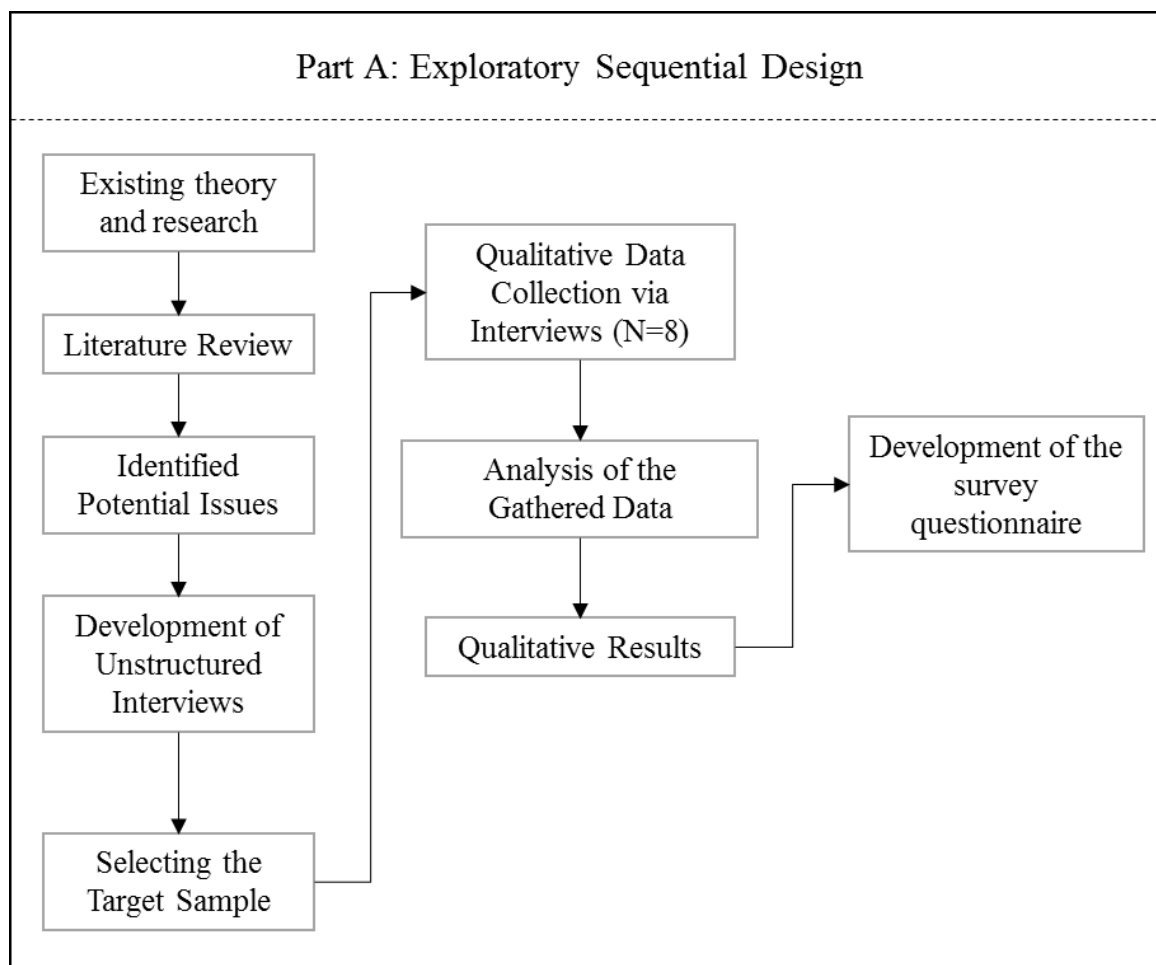 Part A: Exploratory Sequential Design
Existing theory
and research
Literature Review
Identified
Potential Issues
Development of
Unstructured
Interviews
Selecting the
Target Sample
Qualitative Data
Collection via
Interviews (N=8)
Analysis of the
Gathered Data
Qualitative Results
Development of the
survey
questionnaire